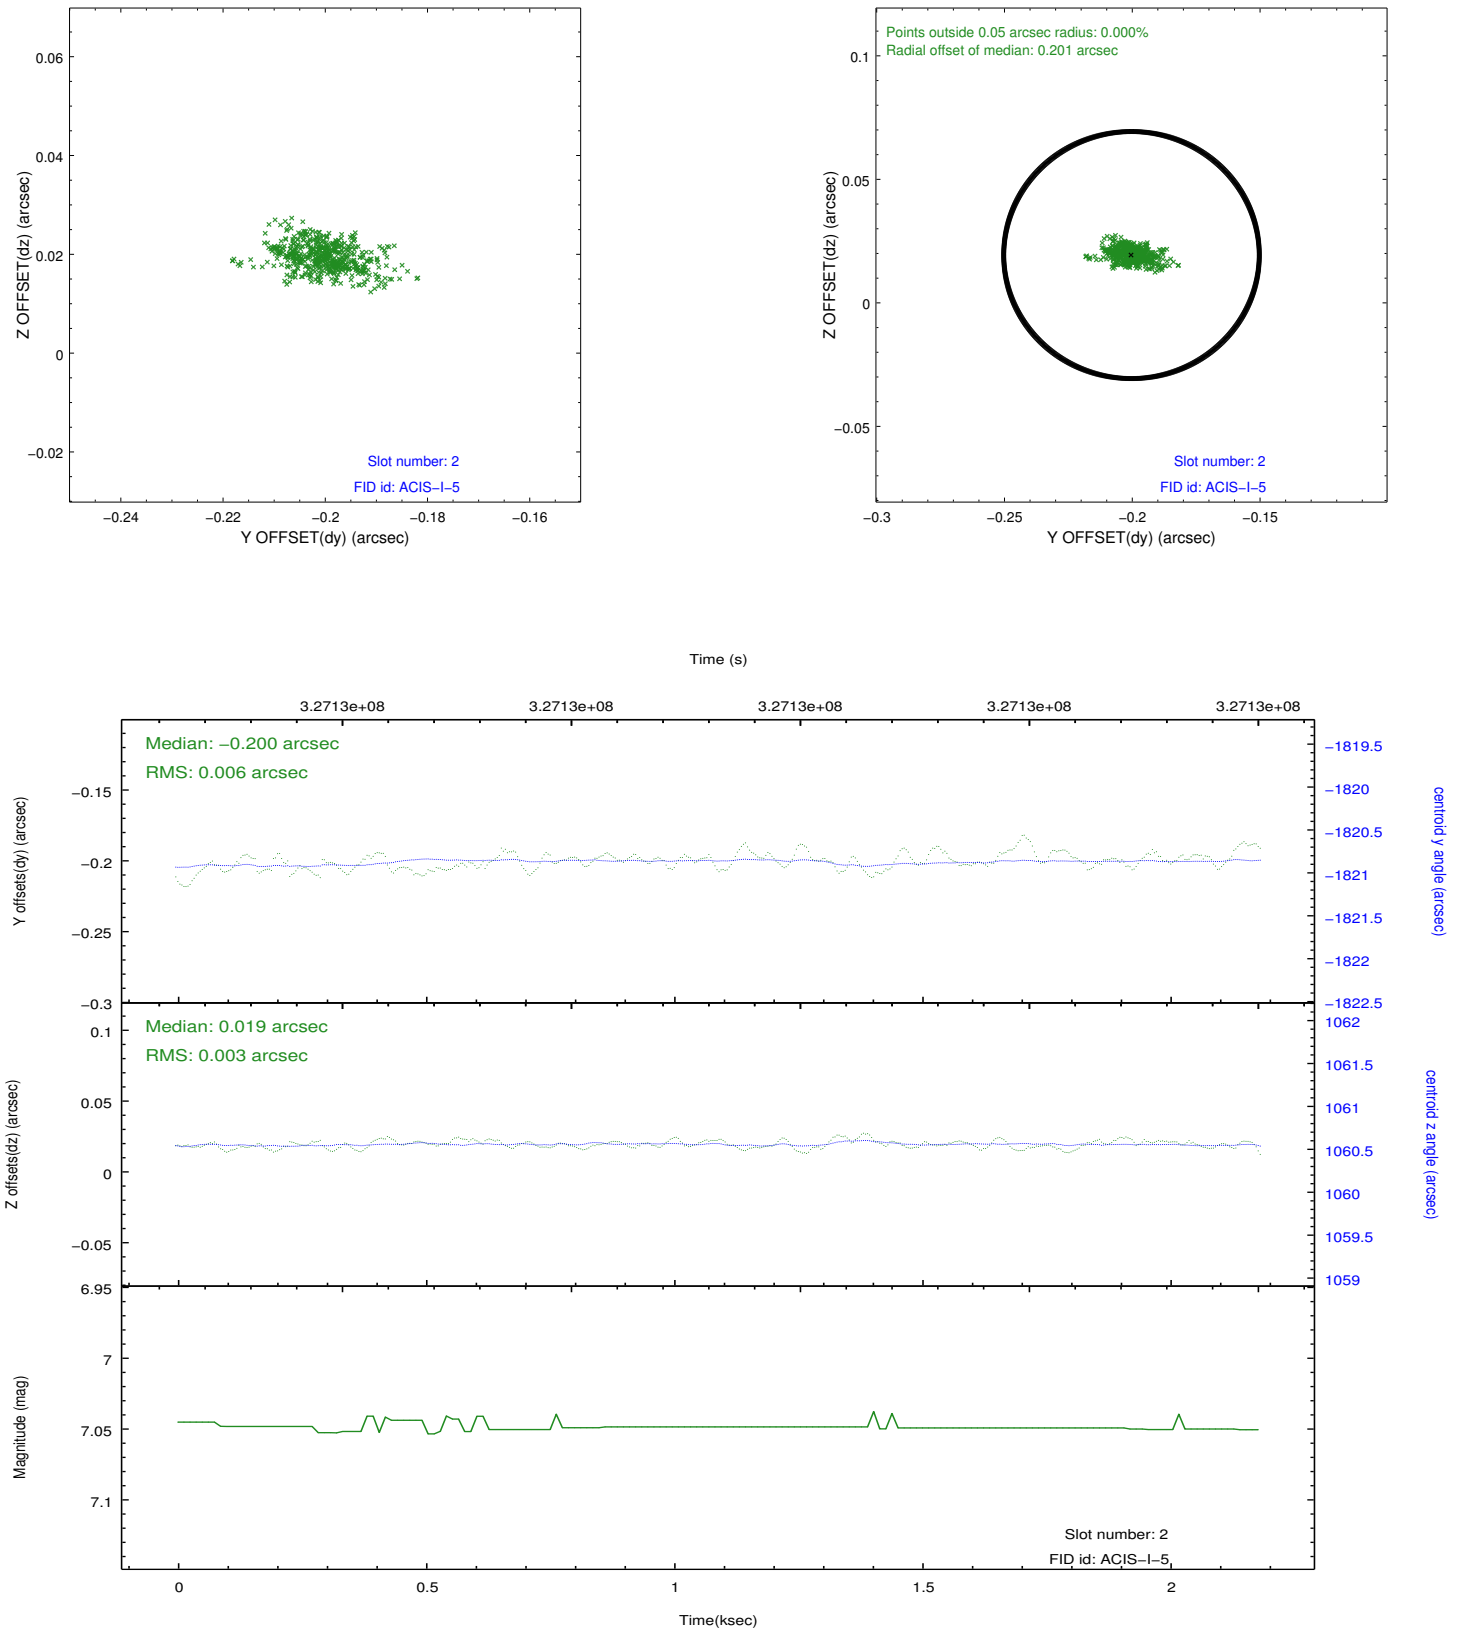 0.06
0.04
0.02
0
−0.02
Z OFFSET(dz) (arcsec)
Slot number: 2
FID id: ACIS−I−5
−0.24 −0.22 −0.2 −0.18 −0.16
Y OFFSET(dy) (arcsec)
Points outside 0.05 arcsec radius: 0.000%
Radial offset of median: 0.201 arcsec
0.1
0.05
0
−0.05
Z OFFSET(dz) (arcsec)
Slot number: 2
FID id: ACIS−I−5
−0.3 −0.25 −0.2 −0.15
Y OFFSET(dy) (arcsec)
Time (s)
3.2713e+08 3.2713e+08 3.2713e+08 3.2713e+08 3.2713e+08
Median: −0.200 arcsec
RMS: 0.006 arcsec
−0.15
−0.2
−0.25
−0.3
Y offsets(dy) (arcsec)
−1819.5
−1820
−1820.5
−1821
−1821.5
−1822
−1822.5
centroid y angle (arcsec)
Median: 0.019 arcsec
RMS: 0.003 arcsec
0.1
0.05
0
−0.05
Z offsets(dz) (arcsec)
1062
1061.5
1061
1060.5
1060
1059.5
1059
centroid z angle (arcsec)
6.95
7
7.05
7.1
Magnitude (mag)
Slot number: 2
FID id: ACIS−I−5
0 0.5 1 1.5 2
Time(ksec)